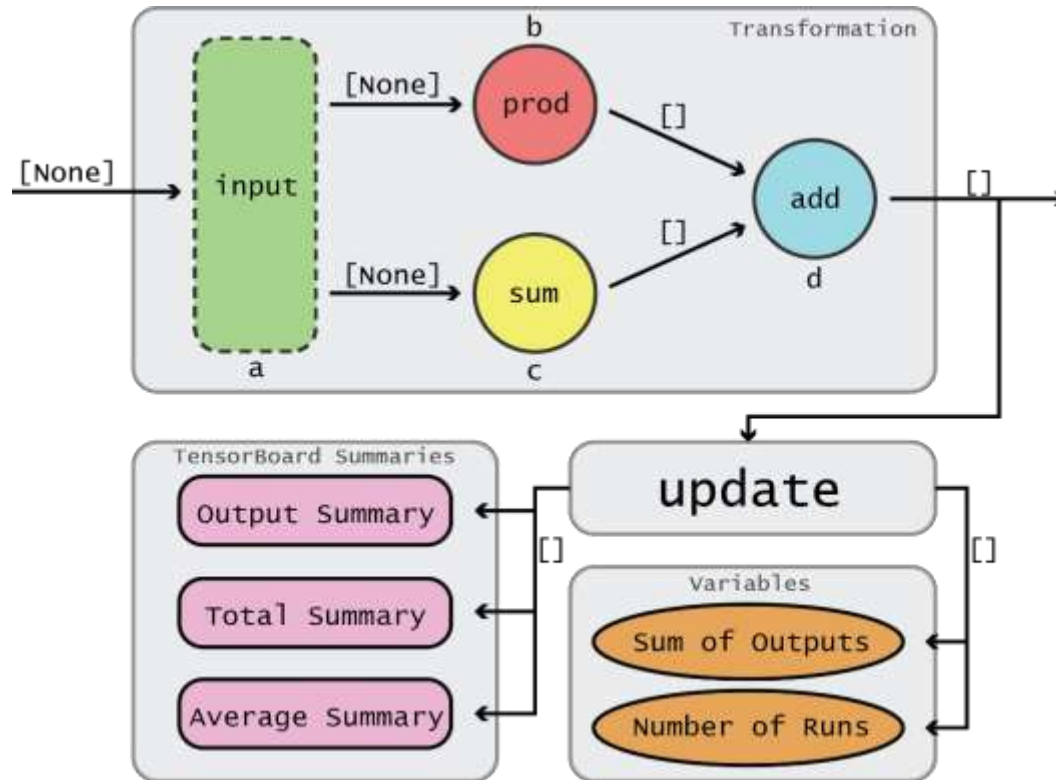 b
Transformation
[None]
prod
[]
[None]
input
add
[]
[]
[None]
sum
d
a
c
TensorBoard Summaries
update
Output Summary
[]
[]
Variables
Total Summary
Sum of Outputs
Average Summary
Number of Runs